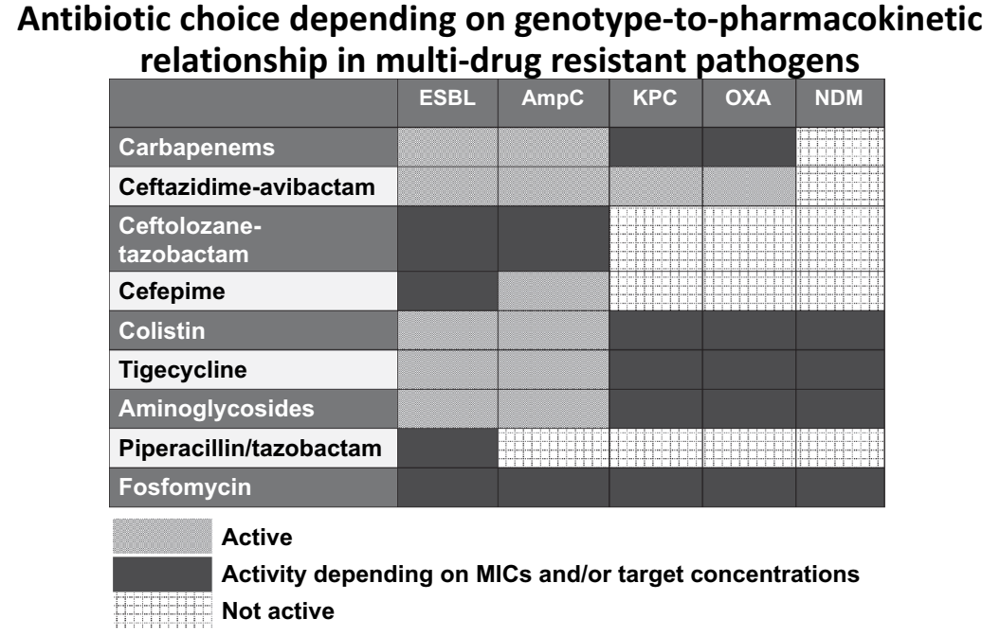 Antibiotic choice depending on genotype-to-pharmacokinetic
relationship in multi-drug resistant pathogens
ESBL AmpC KPC OXA NDM
Carbapenems
Ceftazidime-avibactam
Ceftolozane-
tazobactam
Cefepime
Colistin
Tigecycline
Aminoglycosides
Piperacillin/tazobactam
Fosfomycin
Active
Activity depending on MICs and/or target concentrations
Not active